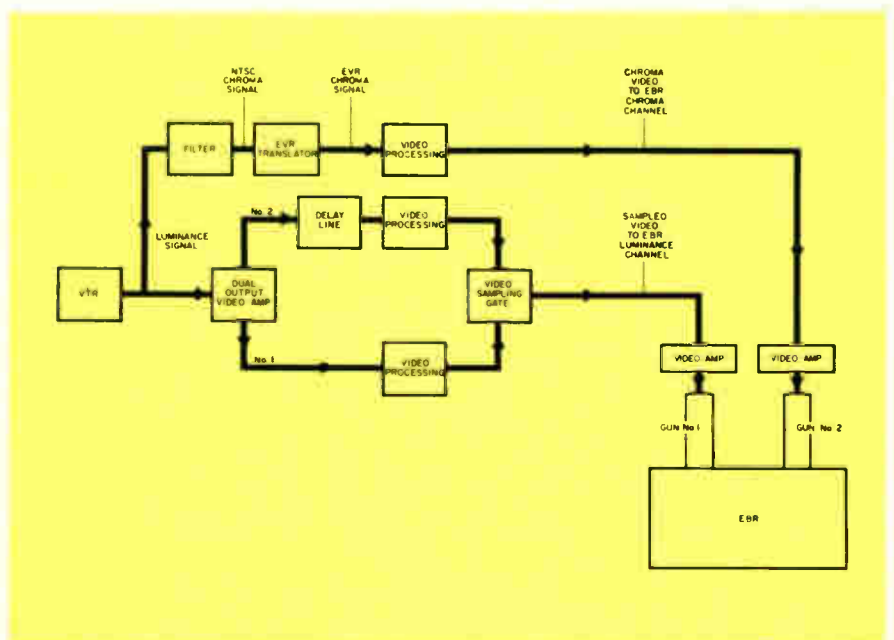 NTSC
CHROMA
SIGNAL
EVR
CHROMA
SIGNAL
CHROMA
VIDEO
TO EBR
CHROMA
CHANNEL
FILTER
EVR
TRANSLATOR
VIDEO
PROCESSING
LUMINANCE
SIGNAL
No. 2
DELAY
LINE
VIDEO
PROCESSING
SAMPLED
VIDEO
TO EBR
LUMINANCE
CHANNEL
VTR
DUAL
OUTPUT
VIDEO AMP
VIDEO
SAMPLING
GATE
No. 1
VIDEO
PROCESSING
VIDEO AMP
VIDEO AMP
GUN No. 1
GUN No. 2
EBR